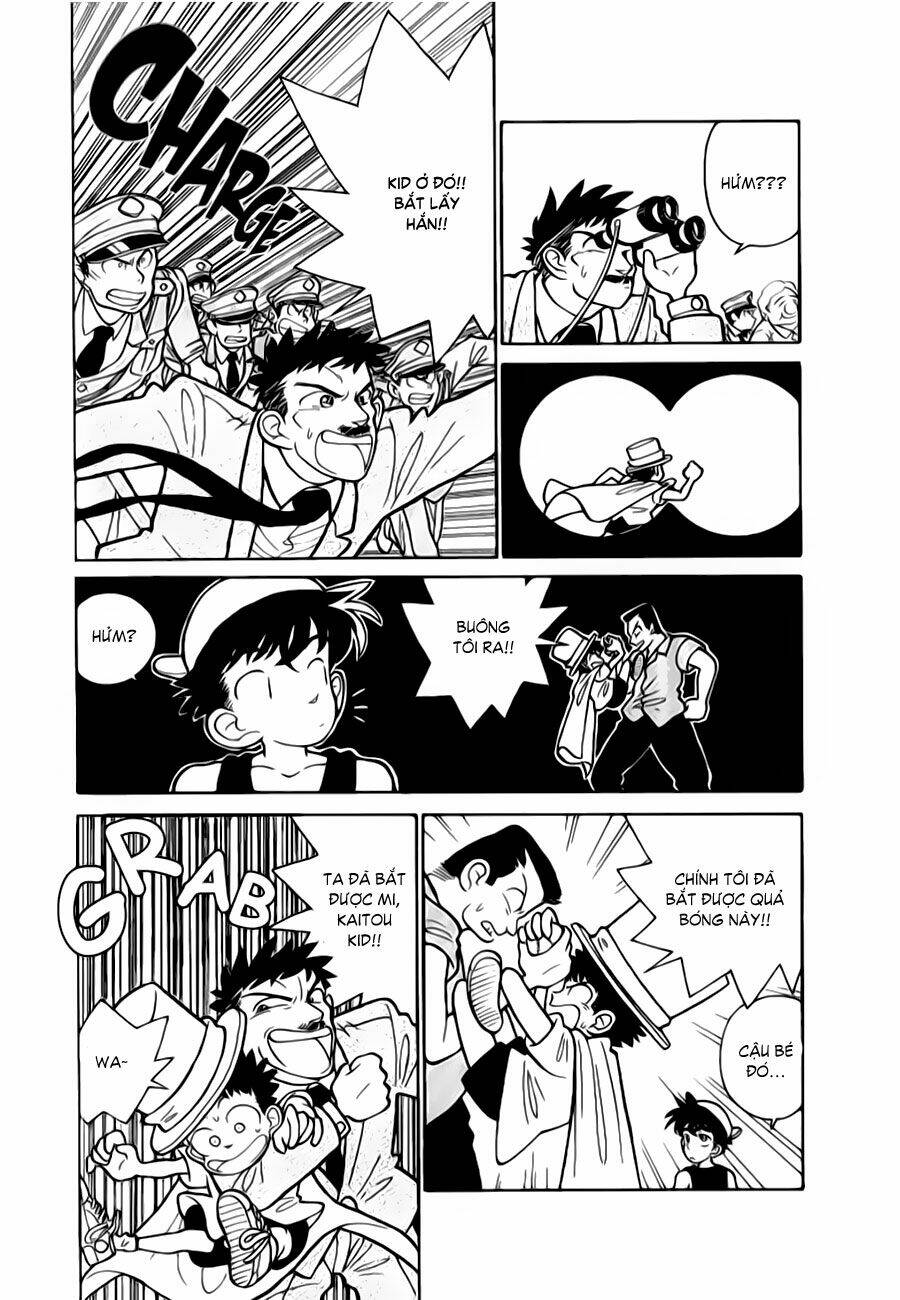 HỬM???
KID Ở ĐÓ!!
BẮT LẤY
HẮN!!
CHARGE
BUÔNG
TÔI RA!!
HỬM?
CHÍNH TÔI ĐÃ
BẮT ĐƯỢC QUẢ
BÓNG NÀY!!
CẬU BÉ
ĐÓ...
TA ĐÃ BẮT
ĐƯỢC MI,
KAITOU
KID!!
GRAB
WA~